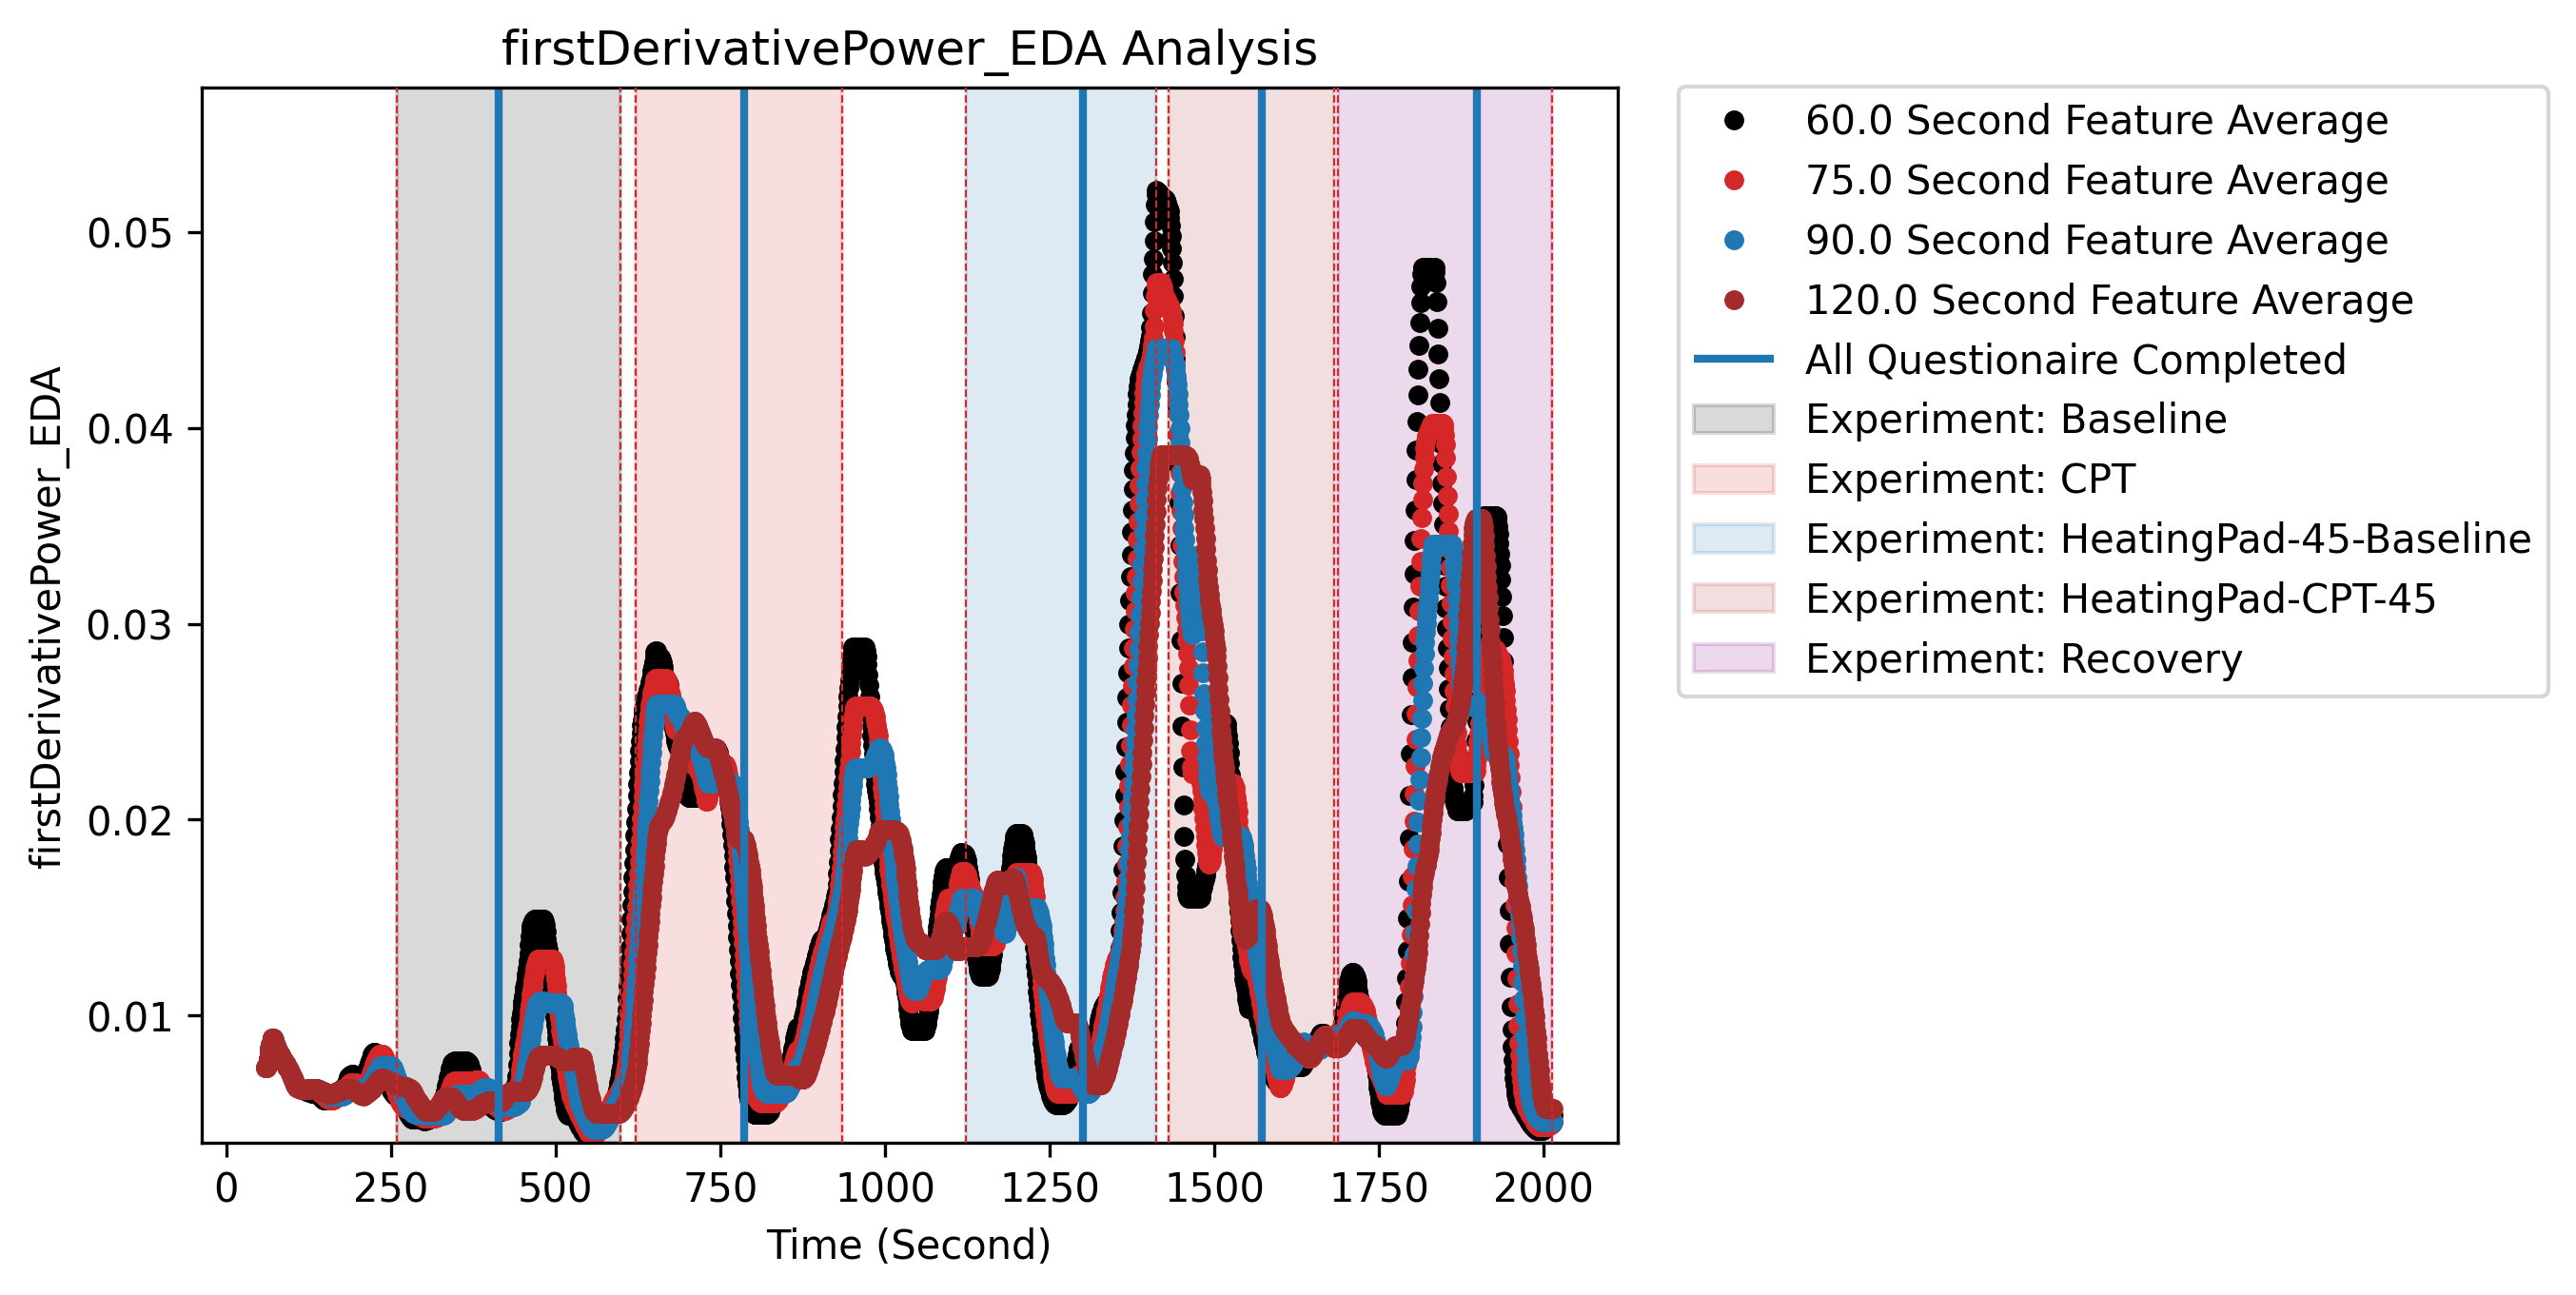 firstDerivativePower_EDA Analysis
firstDerivativePower_EDA
0.05
0.04
0.03
0.02
0.01
0 250 500 750 1000 1250 1500 1750 2000
Time (Second)
60.0 Second Feature Average
75.0 Second Feature Average
90.0 Second Feature Average
120.0 Second Feature Average
All Questionaire Completed
Experiment: Baseline
Experiment: CPT
Experiment: HeatingPad-45-Baseline
Experiment: HeatingPad-CPT-45
Experiment: Recovery